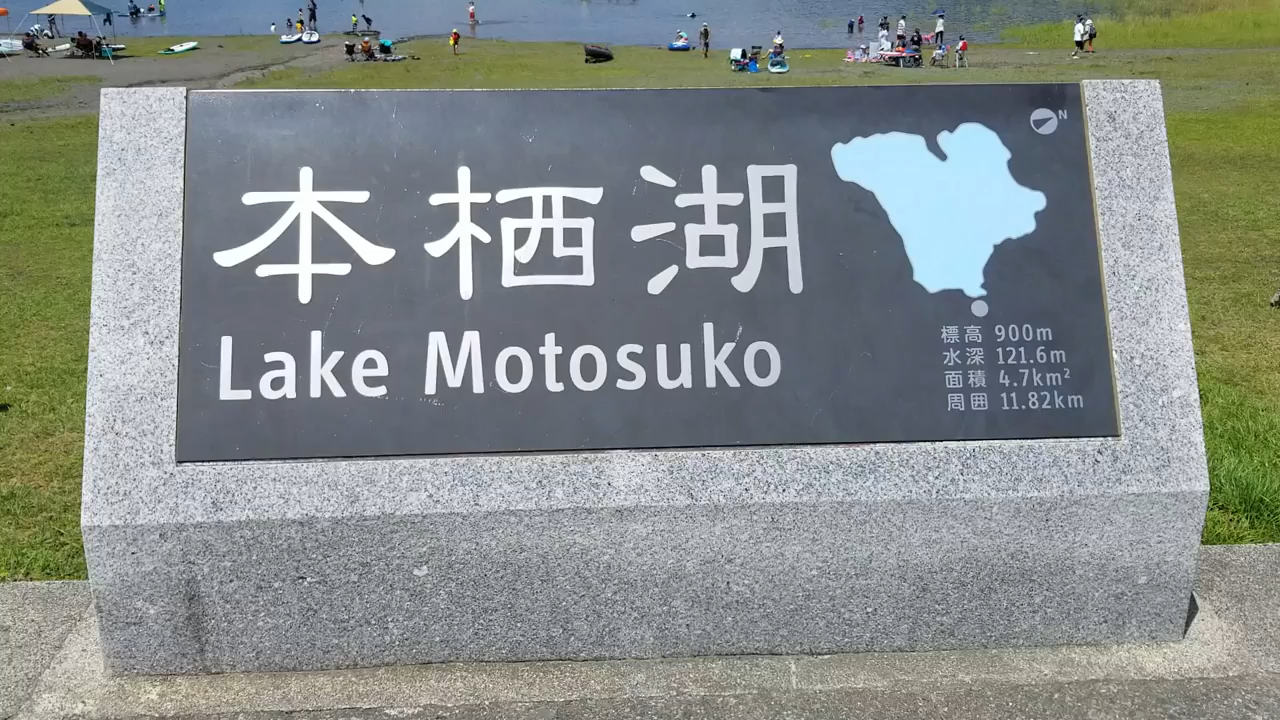 本栖湖
Lake Motosuko
N
標高 900m
水深 121.6m
面積 4.7km²
周囲 11.82km